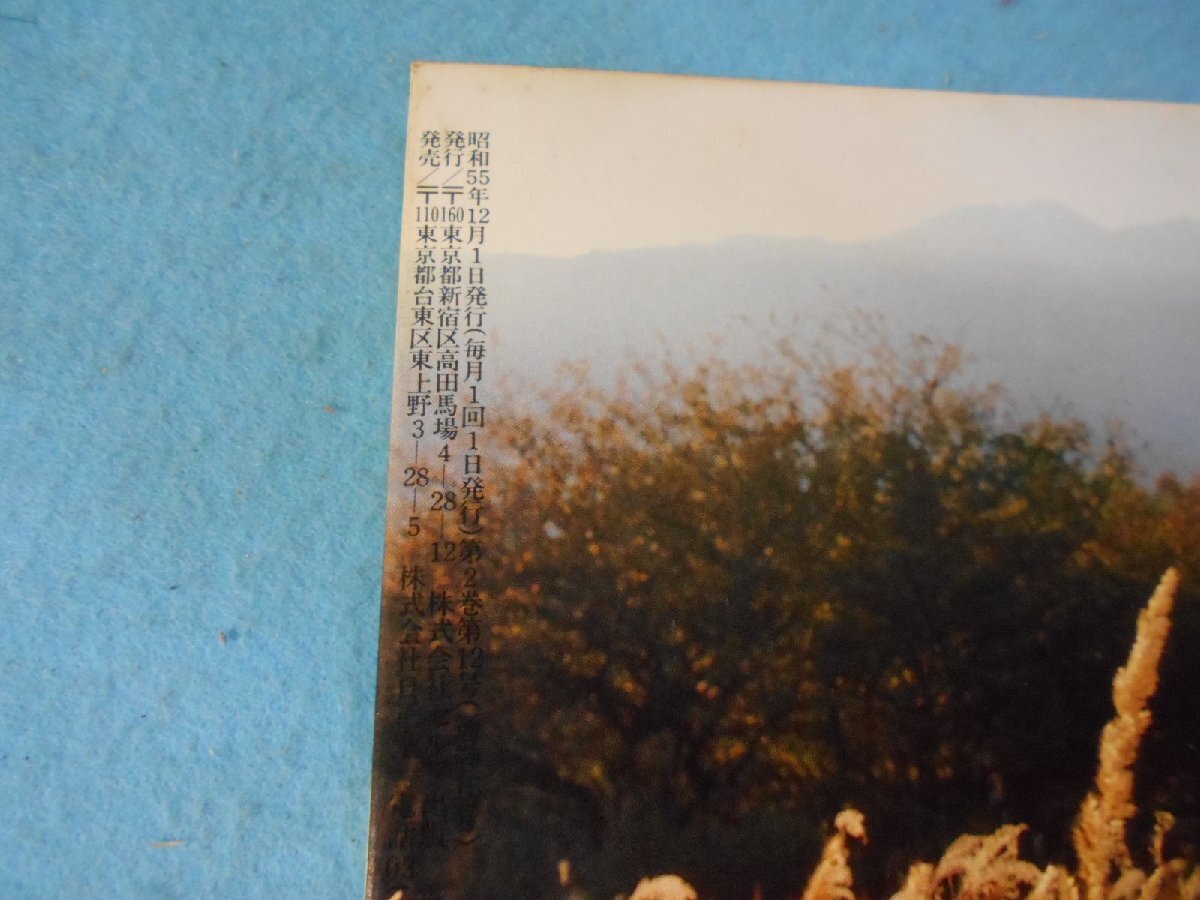 昭和55年12月1日発行(毎月1回1日発行)第2巻第12号(
発行/〒160東京都新宿区高田馬場4―28―12 株式会社
発売/〒110東京都台東区東上野3―28―5 株式会社日